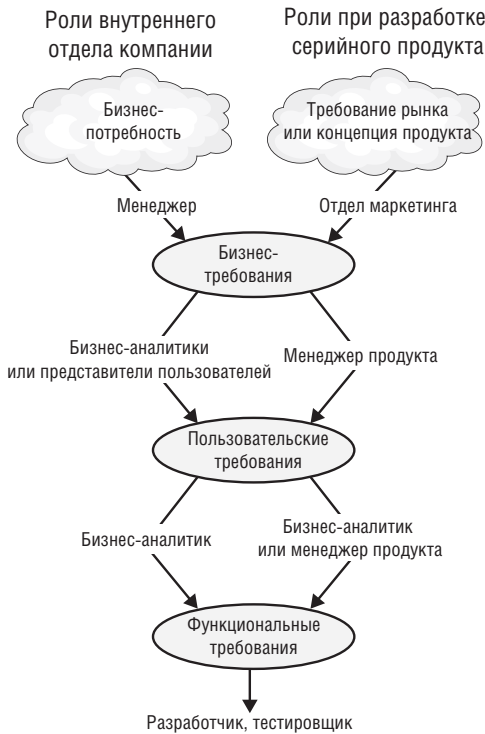 Роли внутреннего
отдела компании
Роли при разработке
серийного продукта
Бизнес-
потребность
Требование рынка
или концепция продукта
Менеджер
Отдел маркетинга
Бизнес-
требования
Бизнес-аналитики
или представители пользователей
Менеджер продукта
Пользовательские
требования
Бизнес-аналитик
Бизнес-аналитик
или менеджер продукта
Функциональные
требования
Разработчик, тестировщик